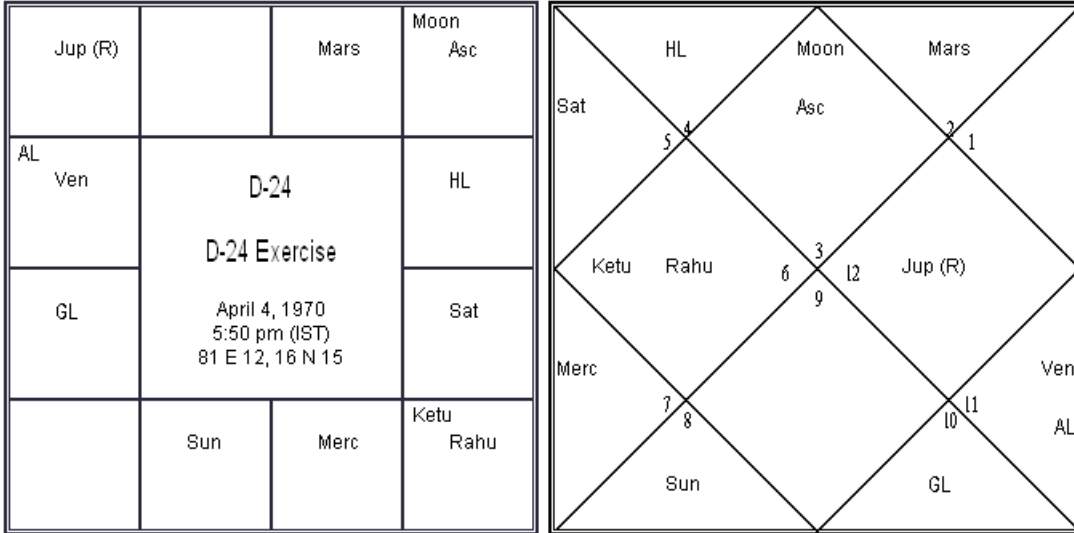 Jup (R)
Mars
Moon
Asc
AL
Ven
HL
GL
Sat
Sun
Merc
Ketu
Rahu
D-24
D-24 Exercise
April 4, 1970
5:50 pm (IST)
81 E 12, 16 N 15
HL
Moon
Mars
Sat
Asc
4
2
5
1
3
Ketu Rahu
6
12
Jup (R)
9
Merc
Ven
7
11
8
10
AL
Sun
GL